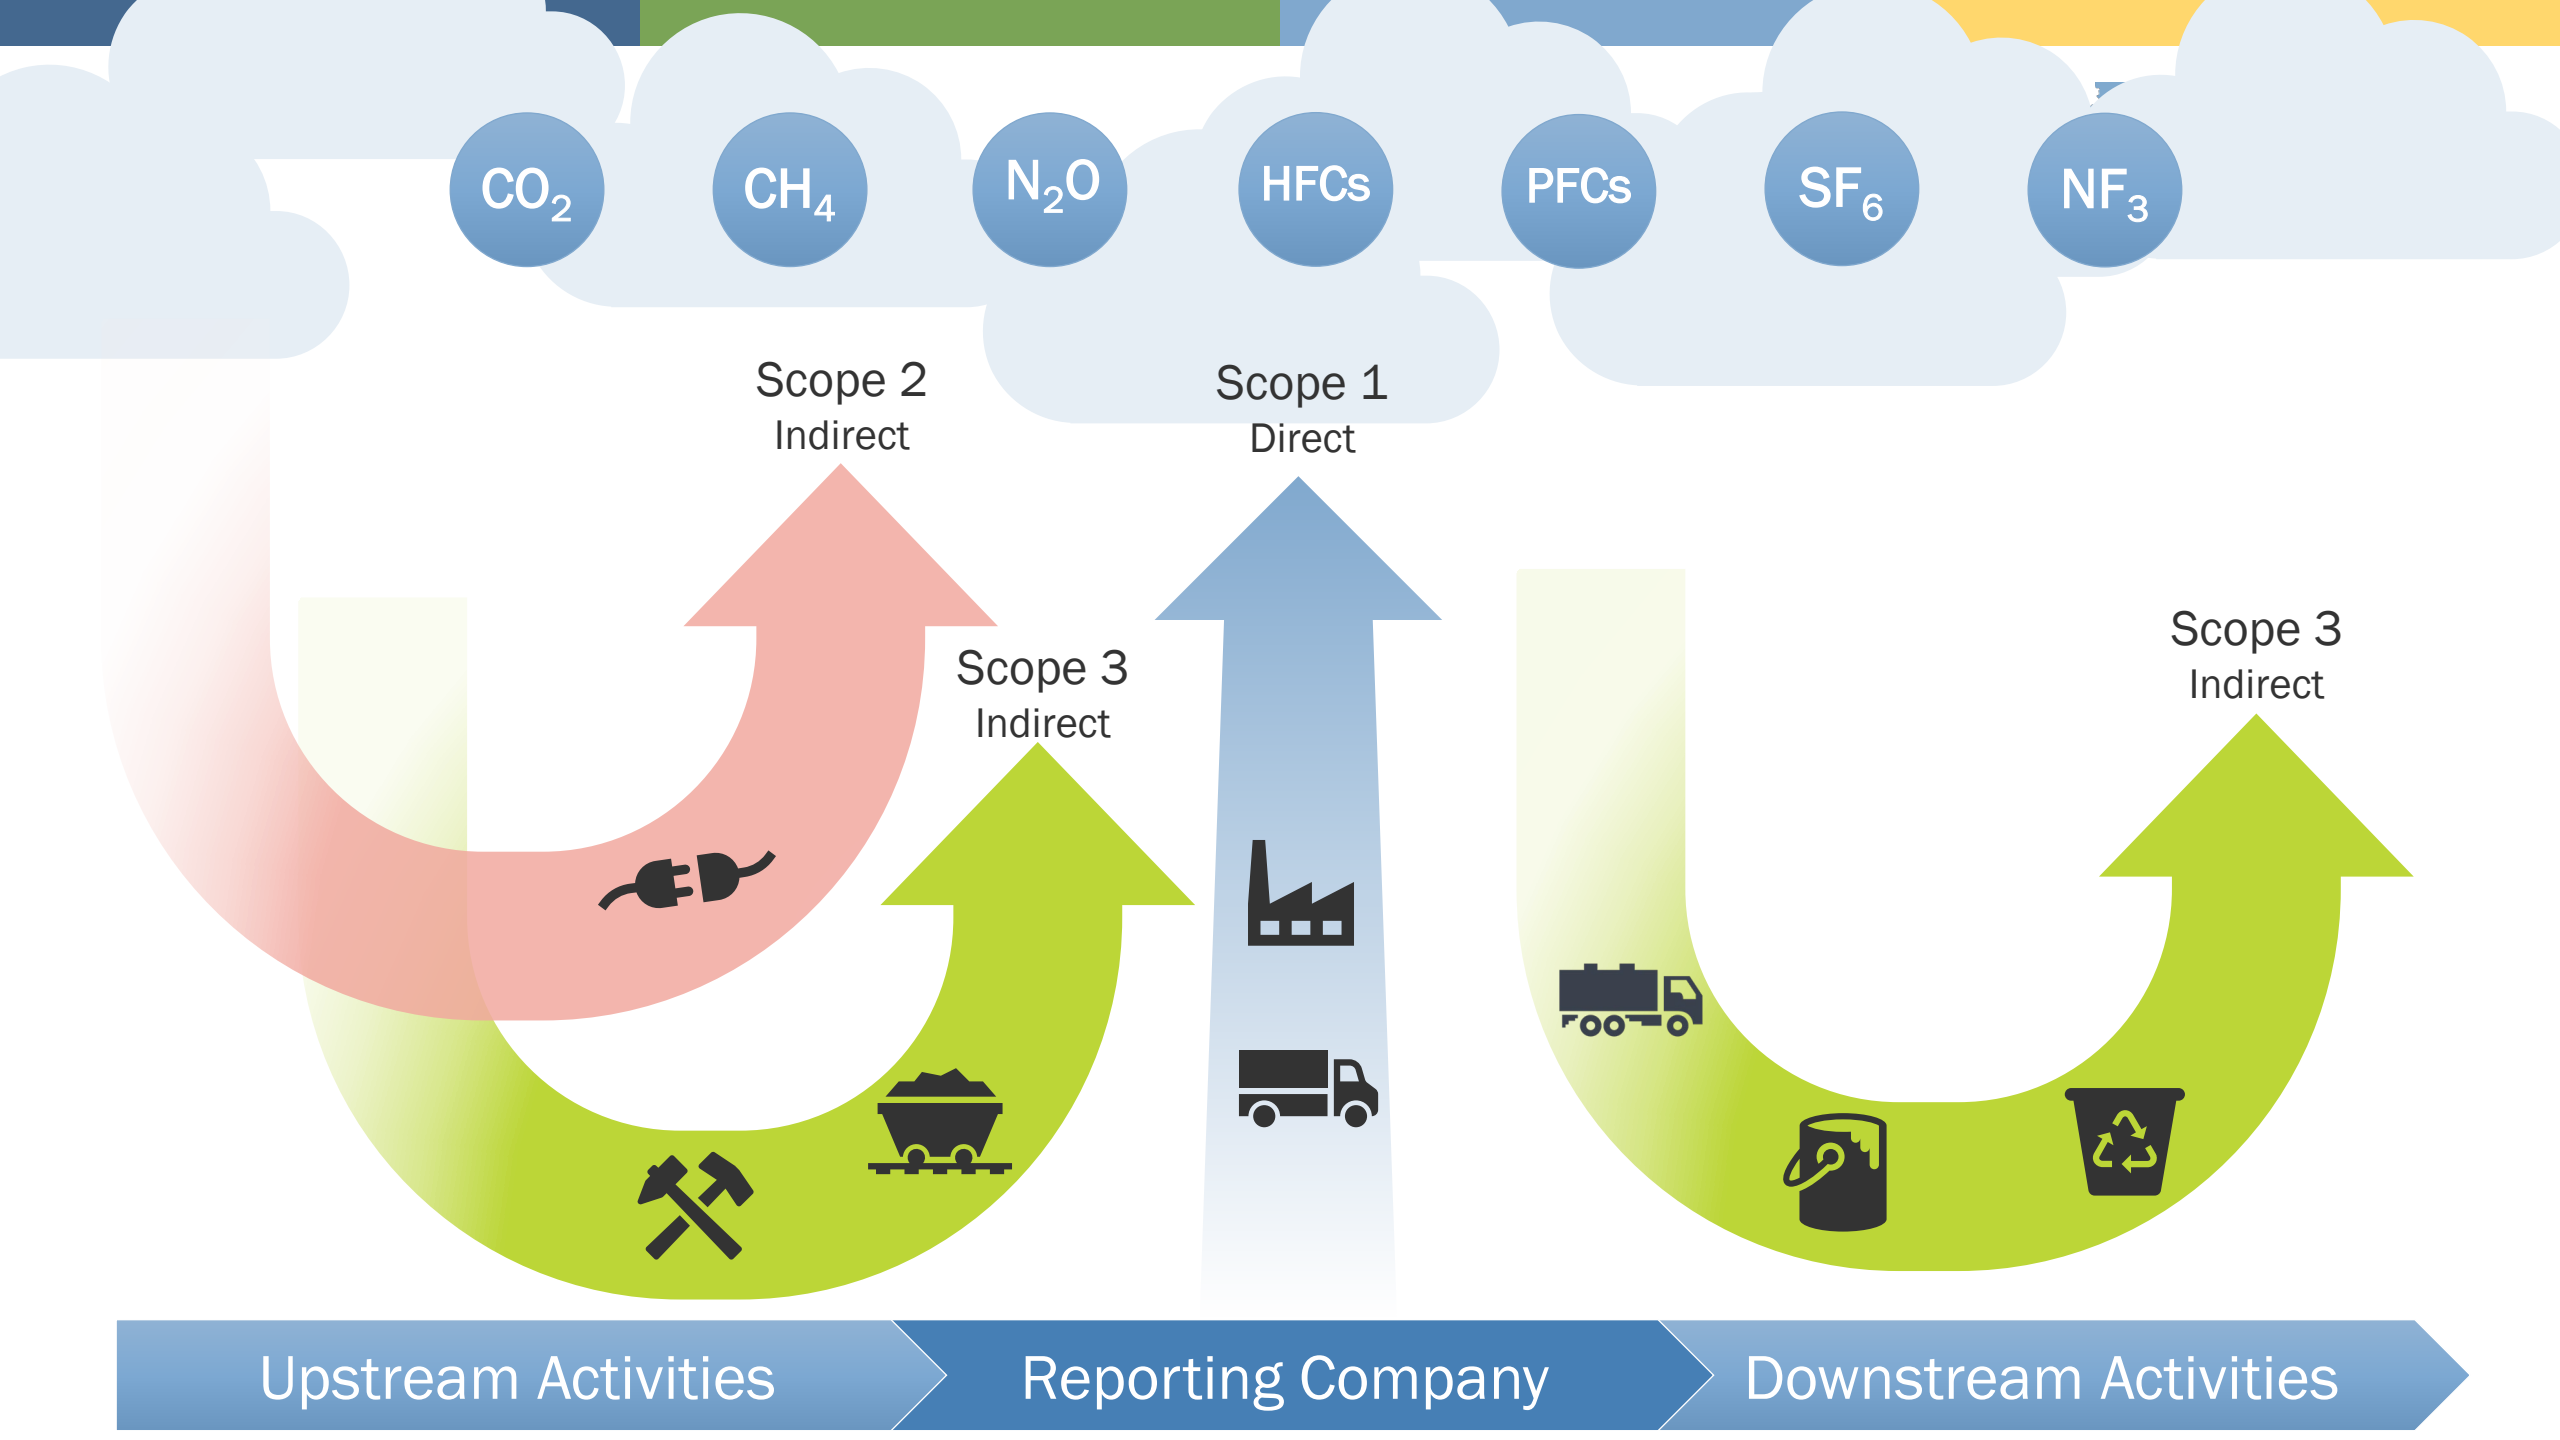 CO₂
CH₄
N₂O
HFCs
PFCs
SF₆
NF₃
Scope 2
Indirect
Scope 1
Direct
Scope 3
Indirect
Scope 3
Indirect
Upstream Activities
Reporting Company
Downstream Activities